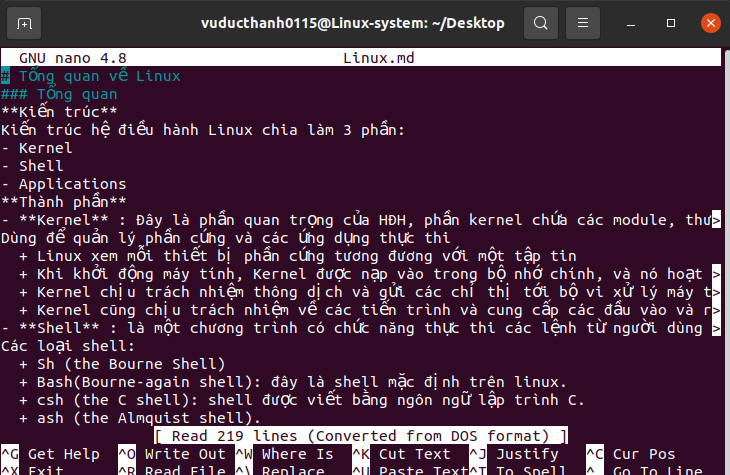 vuducthanh0115@Linux-system: ~/Desktop
GNU nano 4.8 Linux.md
# Tổng quan về Linux
### Tổng quan
**Kiến trúc**
Kiến trúc hệ điều hành Linux chia làm 3 phần:
- Kernel
- Shell
- Applications
**Thành phần**
- **Kernel** : Đây là phần quan trọng của HĐH, phần kernel chứa các module, thư>
Dùng để quản lý phần cứng và các ứng dụng thực thi
+ Linux xem mỗi thiết bị phần cứng tương đương với một tập tin
+ Khi khởi động máy tính, Kernel được nạp vào trong bộ nhớ chính, và nó hoạt >
+ Kernel chịu trách nhiệm thông dịch và gửi các chỉ thị tới bộ vi xử lý máy t>
+ Kernel cũng chịu trách nhiệm về các tiến trình và cung cấp các đầu vào và r>
- **Shell** : là một chương trình có chức năng thực thi các lệnh từ người dùng >
Các loại shell:
+ Sh (the Bourne Shell)
+ Bash(Bourne-again shell): đây là shell mặc định trên linux.
+ csh (the C shell): shell được viết bằng ngôn ngữ lập trinh C.
+ ash (the Almquist shell).
[ Read 219 lines (Converted from DOS format) ]
^G Get Help ^O Write Out ^W Where Is ^K Cut Text ^J Justify ^C Cur Pos
^X Exit ^R Read File ^\ Replace ^U Paste Text ^T To Spell ^_ Go To Line